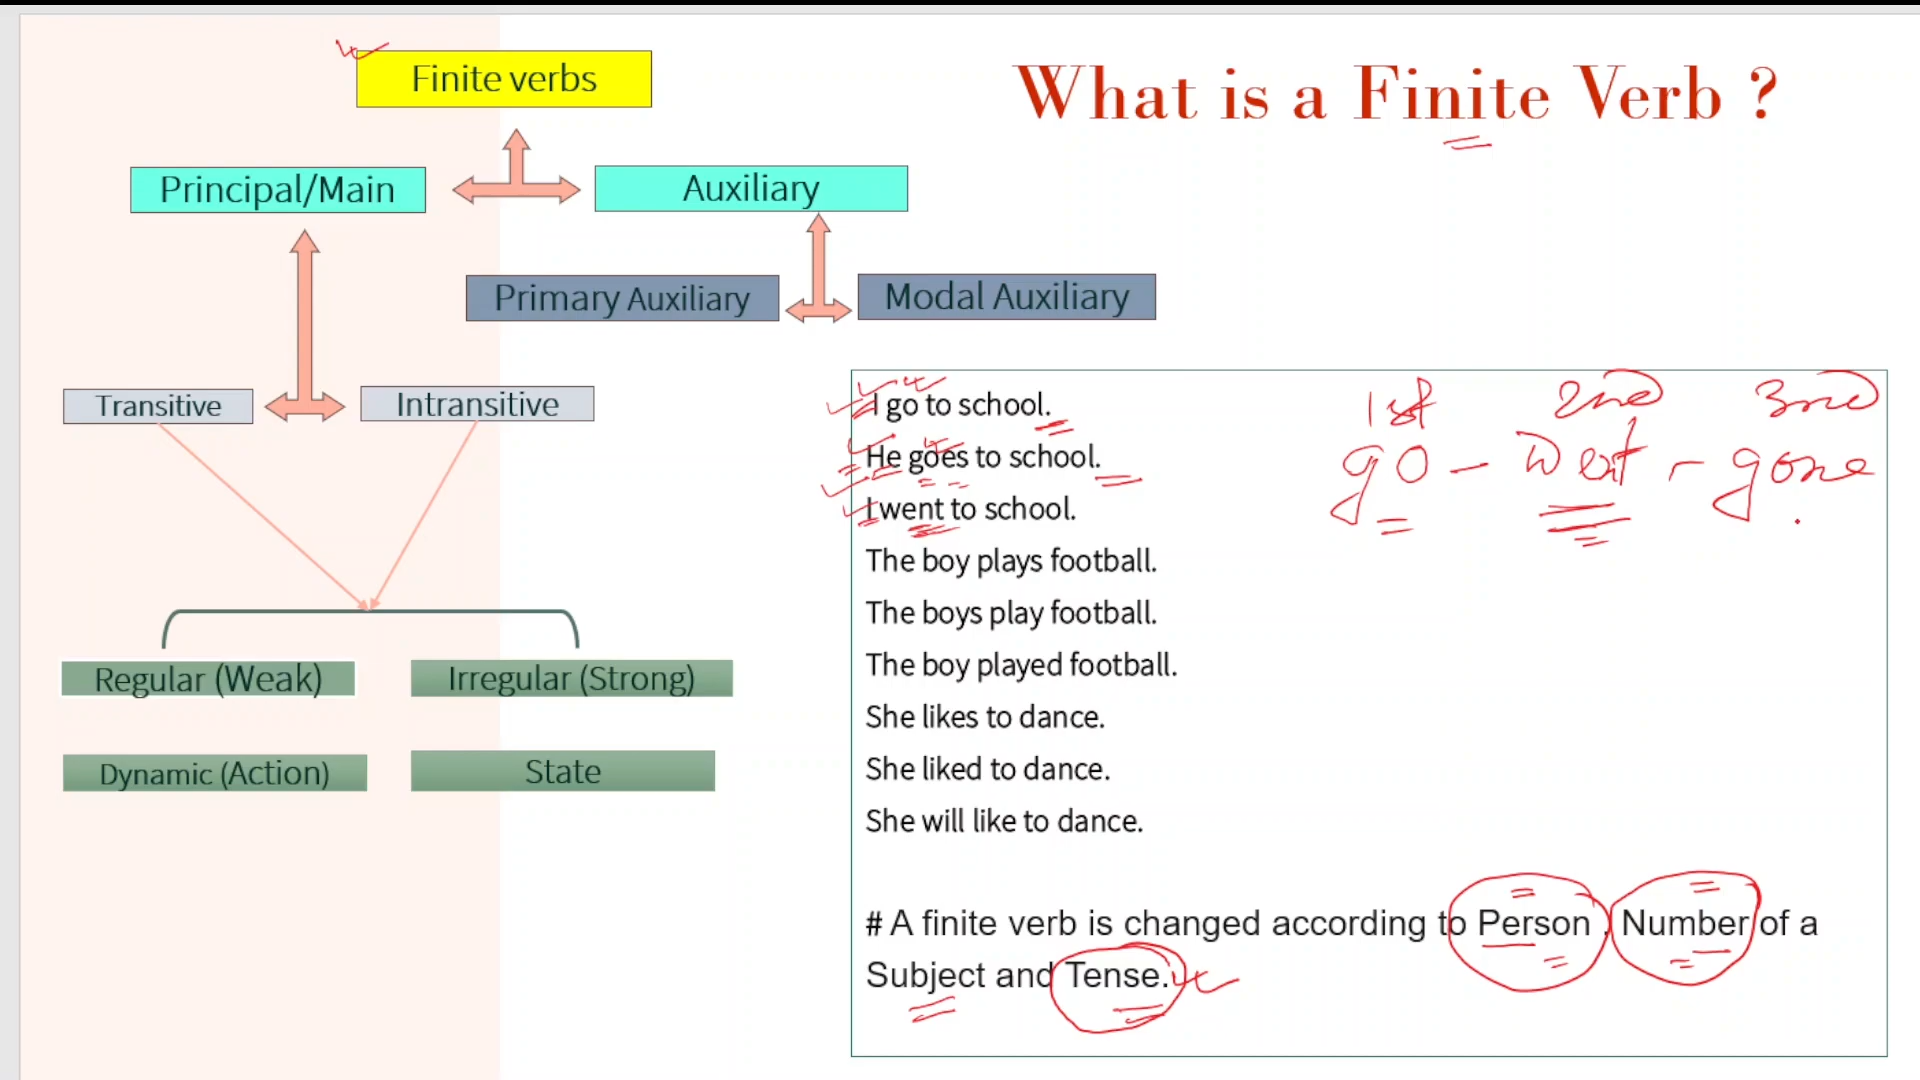 Finite verbs
What is a Finite Verb ?
Principal/Main
Auxiliary
Primary Auxiliary
Modal Auxiliary
Transitive
Intransitive
Regular (Weak)
Irregular (Strong)
Dynamic (Action)
State
I go to school.
He goes to school.
I went to school.
The boy plays football.
The boys play football.
The boy played football.
She likes to dance.
She liked to dance.
She will like to dance.
1st 2nd 3nd
go - went - gone
# A finite verb is changed according to Person , Number of a
Subject and Tense.